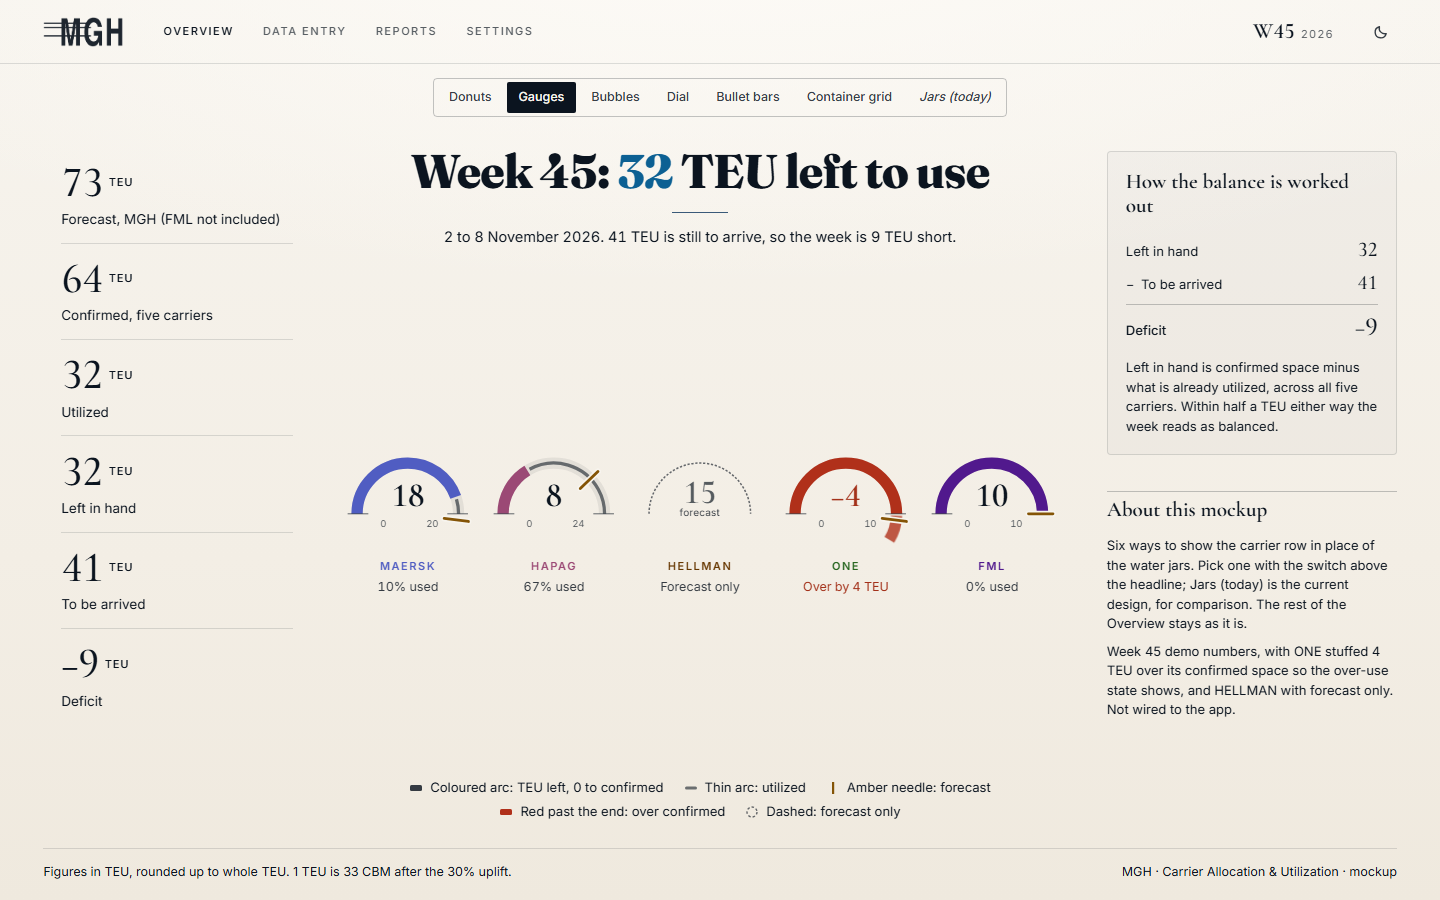 MGH
OVERVIEW DATA ENTRY REPORTS SETTINGS
W45 2026
Donuts Gauges Bubbles Dial Bullet bars Container grid Jars (today)
73 TEU
Forecast, MGH (FML not included)
64 TEU
Confirmed, five carriers
32 TEU
Utilized
32 TEU
Left in hand
41 TEU
To be arrived
–9 TEU
Deficit
Week 45: 32 TEU left to use
2 to 8 November 2026. 41 TEU is still to arrive, so the week is 9 TEU short.
18
0 20
MAERSK
10% used
8
0 24
HAPAG
67% used
15
forecast
HELLMAN
Forecast only
–4
0 10
ONE
Over by 4 TEU
10
0 10
FML
0% used
Coloured arc: TEU left, 0 to confirmed Thin arc: utilized Amber needle: forecast
Red past the end: over confirmed Dashed: forecast only
How the balance is worked
out
Left in hand 32
– To be arrived 41
Deficit –9
Left in hand is confirmed space minus
what is already utilized, across all five
carriers. Within half a TEU either way the
week reads as balanced.
About this mockup
Six ways to show the carrier row in place of
the water jars. Pick one with the switch above
the headline; Jars (today) is the current
design, for comparison. The rest of the
Overview stays as it is.
Week 45 demo numbers, with ONE stuffed 4
TEU over its confirmed space so the over-use
state shows, and HELLMAN with forecast only.
Not wired to the app.
Figures in TEU, rounded up to whole TEU. 1 TEU is 33 CBM after the 30% uplift.
MGH · Carrier Allocation & Utilization · mockup